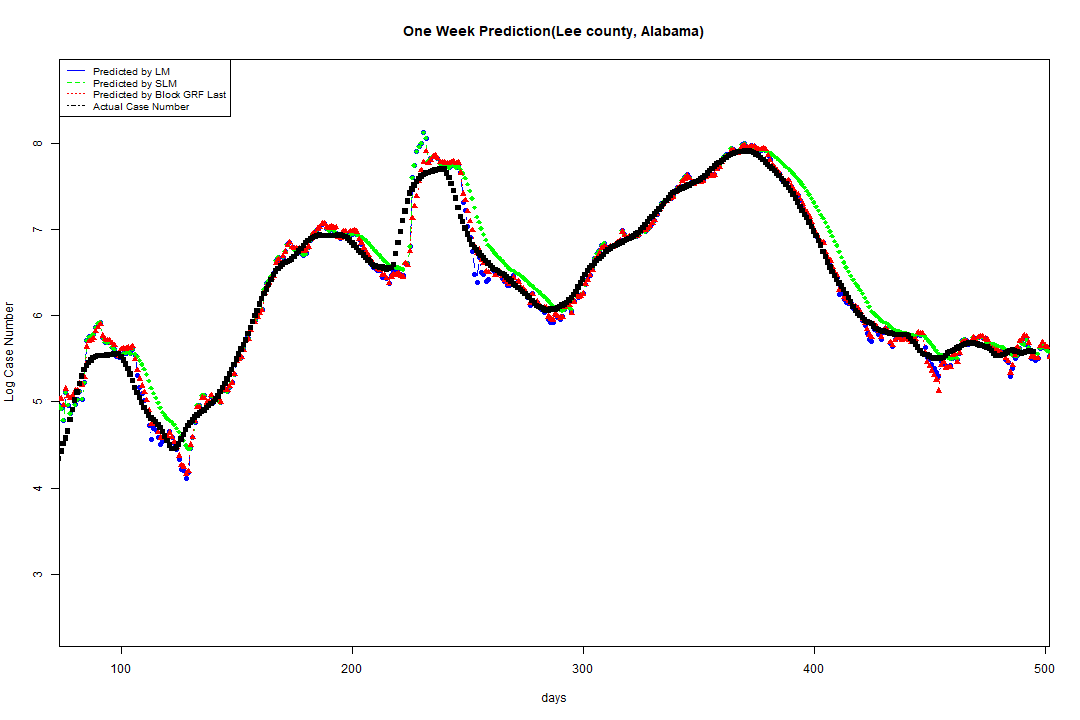 One Week Prediction(Lee county, Alabama)
Predicted by LM
Predicted by SLM
Predicted by Block GRF Last
Actual Case Number
8
7
6
5
4
3
Log Case Number
100 200 300 400 500
days